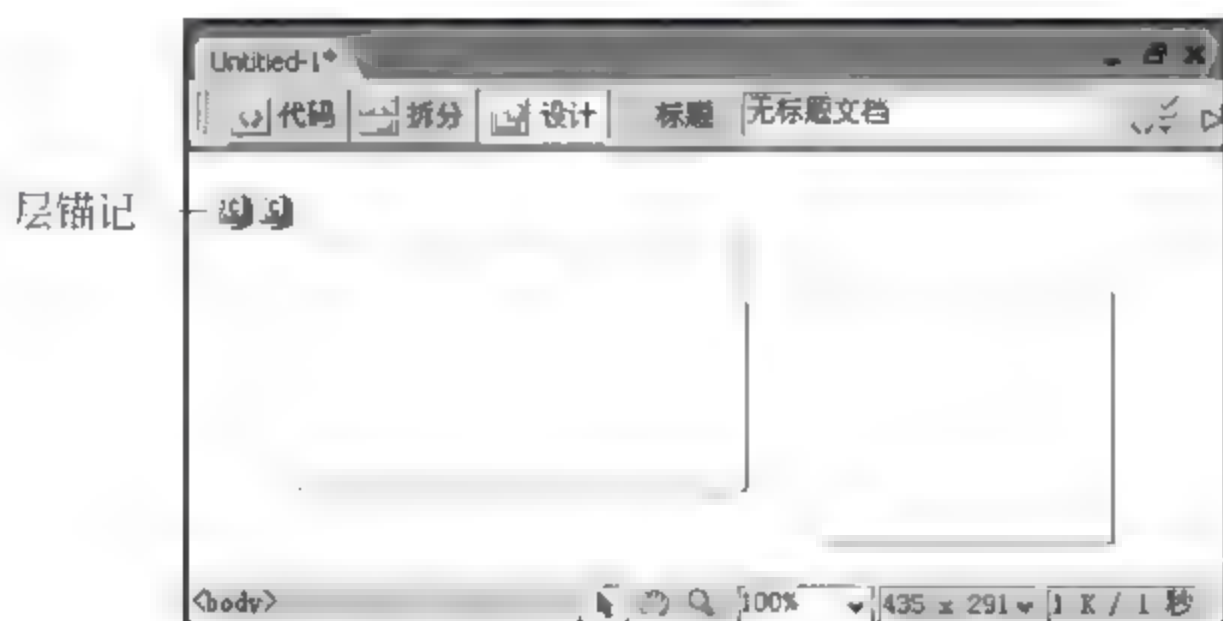 Untitled-1*
代码 拆分 设计 标题 无标题文档
层锚记
<body> 100% 435 x 291 1 K / 1 秒